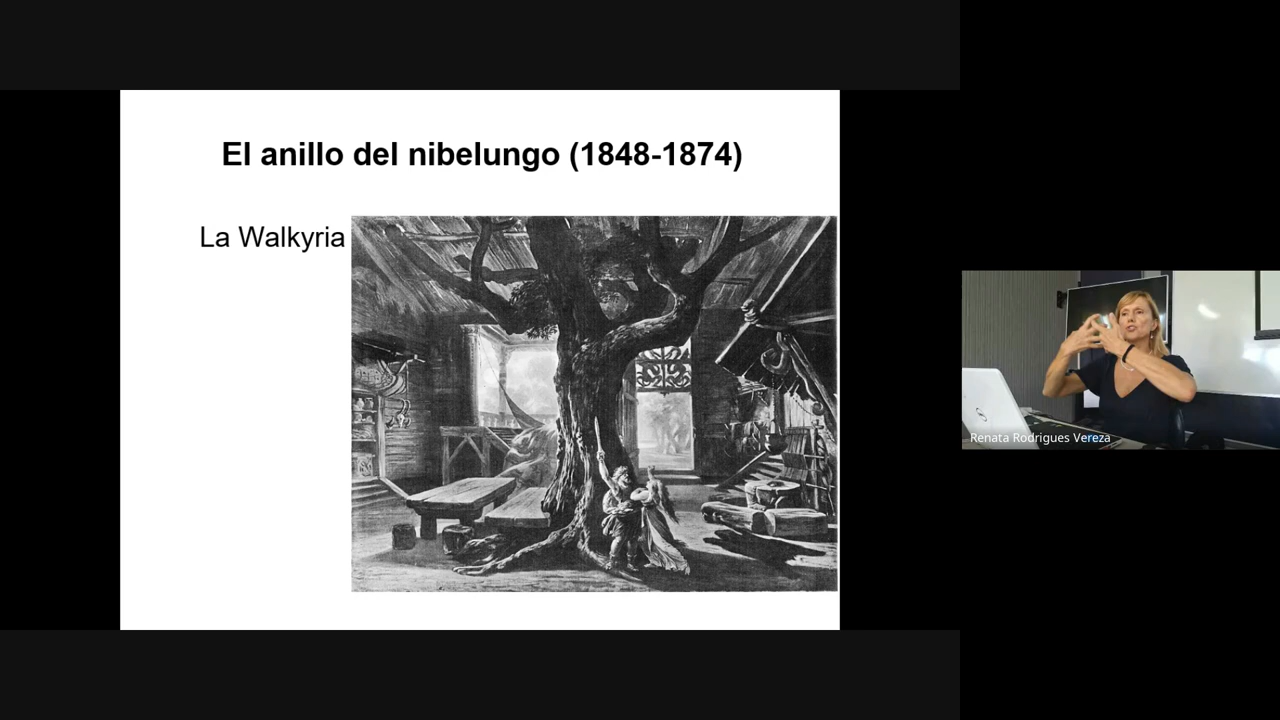 El anillo del nibelungo (1848-1874)
La Walkyria
Renata Rodrigues Vereza